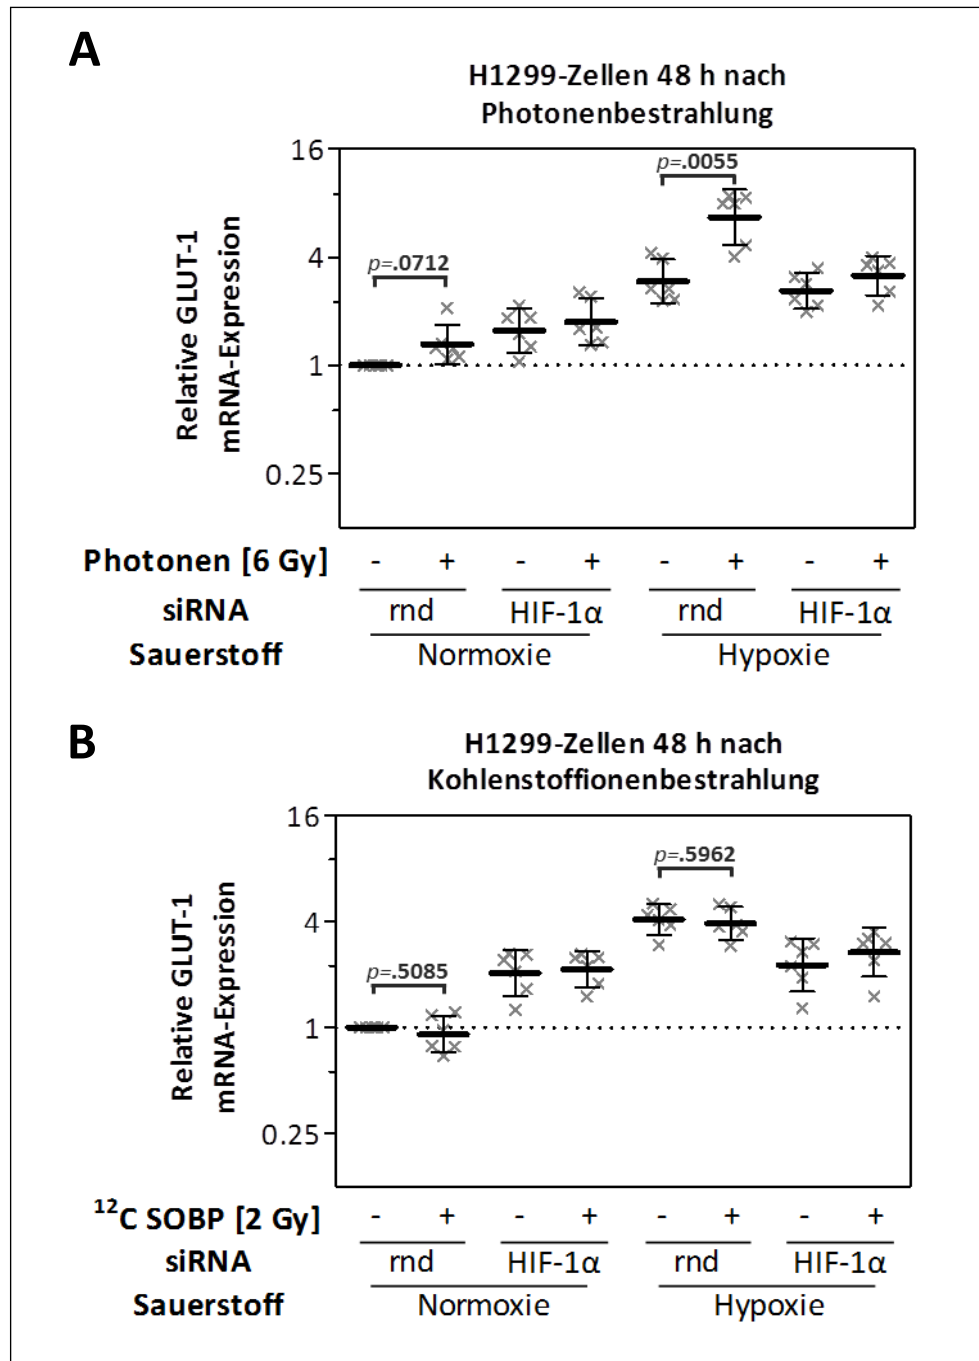 A
H1299-Zellen 48 h nach
Photonenbestrahlung
Relative GLUT-1
mRNA-Expression
16
4
1
0.25
p=.0712
p=.0055
Photonen [6 Gy] - + - + - + - +
siRNA rnd HIF-1α rnd HIF-1α
Sauerstoff Normoxie Hypoxie
B
H1299-Zellen 48 h nach
Kohlenstoffionenbestrahlung
Relative GLUT-1
mRNA-Expression
16
4
1
0.25
p=.5085
p=.5962
¹²C SOBP [2 Gy] - + - + - + - +
siRNA rnd HIF-1α rnd HIF-1α
Sauerstoff Normoxie Hypoxie